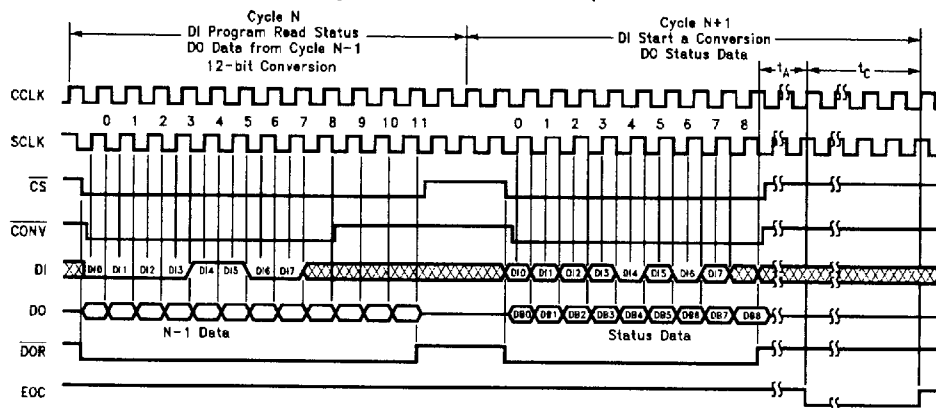 Cycle N
DI Program Read Status
DO Data from Cycle N-1
12-bit Conversion
Cycle N+1
DI Start a Conversion
DO Status Data
tA
tC
CCLK
0 1 2 3 4 5 6 7 8 9 10 11 0 1 2 3 4 5 6 7 8
SCLK
CS
CONV
DI DI0 DI1 DI2 DI3 DI4 DI5 DI6 DI7 DI0 DI1 DI2 DI3 DI4 DI5 DI6 DI7
DO DB0 DB1 DB2 DB3 DB4 DB5 DB6 DB7 DB8
N-1 Data
Status Data
DOR
EOC